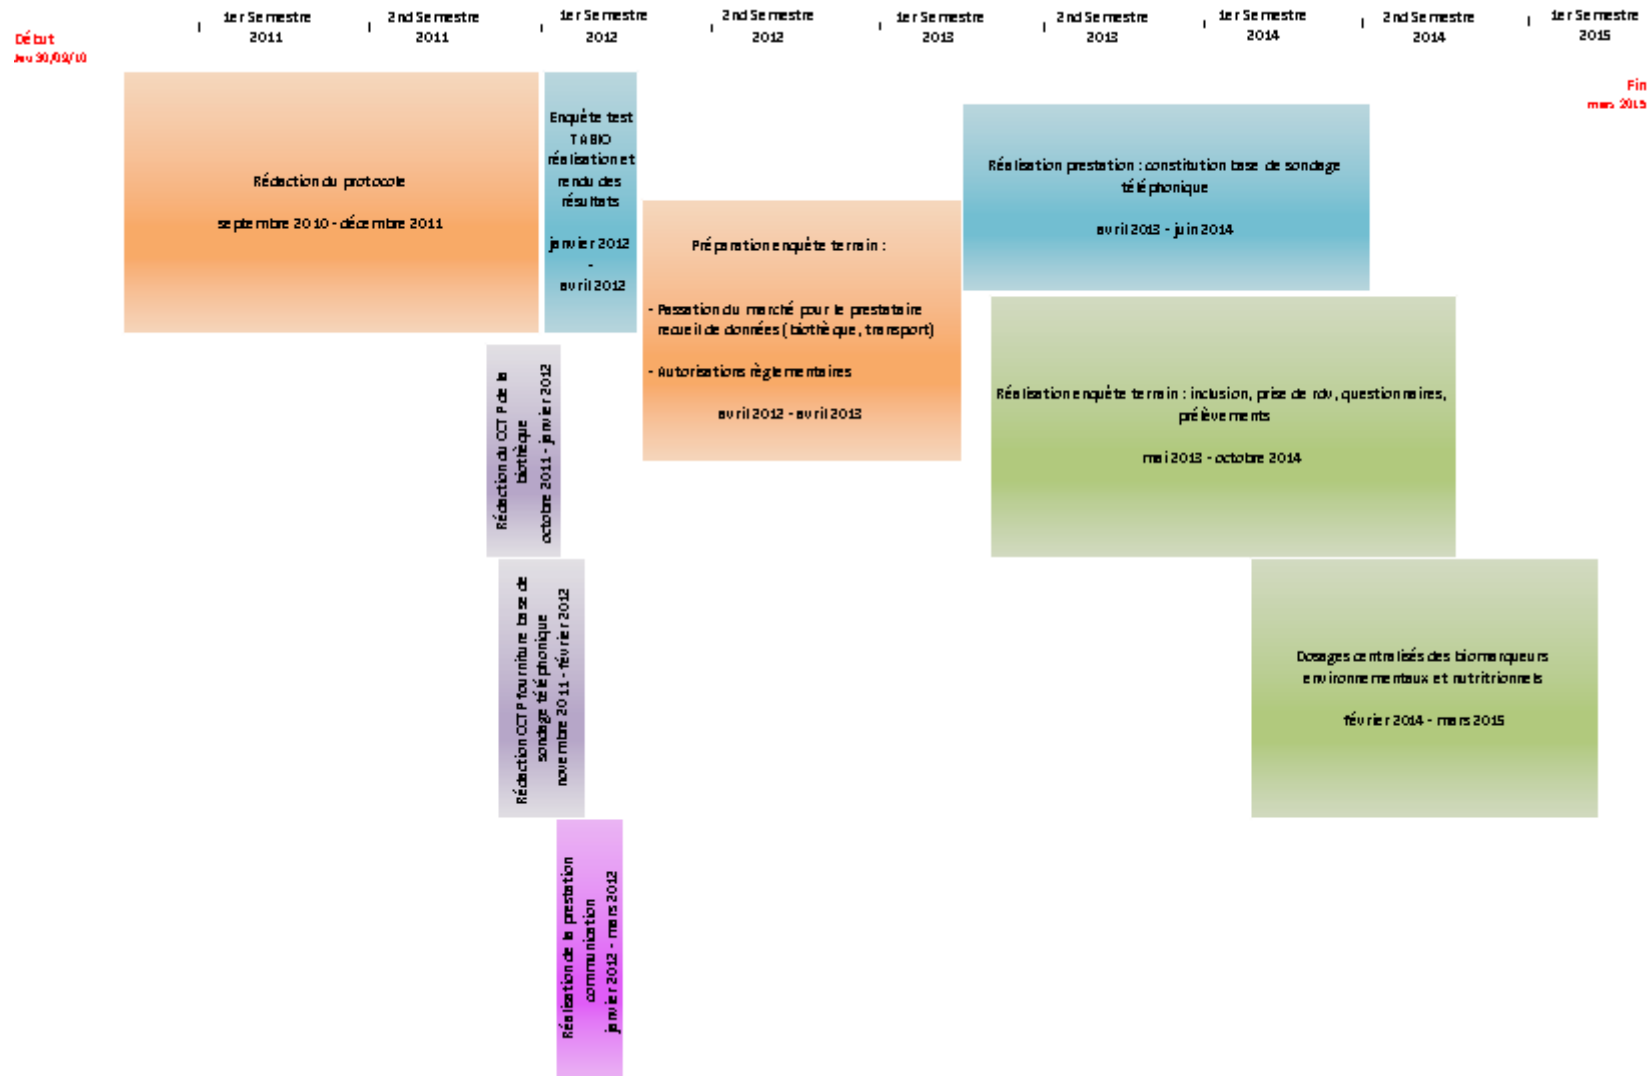 1er Semestre
2011
2nd Semestre
2011
1er Semestre
2012
2nd Semestre
2012
1er Semestre
2013
2nd Semestre
2013
1er Semestre
2014
2nd Semestre
2014
1er Semestre
2015
Début
Jeu 30/09/10
Fin
mars 2015
Rédaction du protocole
septembre 2010 - décembre 2011
Enquête test
TABIO
réalisation et
rendu des
résultats
janvier 2012
-
avril 2012
Préparation enquête terrain :
- Passation du marché pour le prestataire
recueil de données ( biothèque, transport)
- Autorisations règlementaires
avril 2012 - avril 2013
Réalisation prestation : constitution base de sondage
téléphonique
avril 2013 - juin 2014
Réalisation enquête terrain : inclusion, prise de rdv, questionnaires,
prélèvements
mai 2013 - octobre 2014
Rédaction du CCTP de la
biothèque
octobre 2011 - janvier 2012
Rédaction CCTP fourniture base de
sondage téléphonique
novembre 2011 - février 2012
Dosages centralisés des biomarqueurs
environnementaux et nutritrionnels
février 2014 - mars 2015
Réalisation de la prestation
communication
janvier 2012 - mars 2012